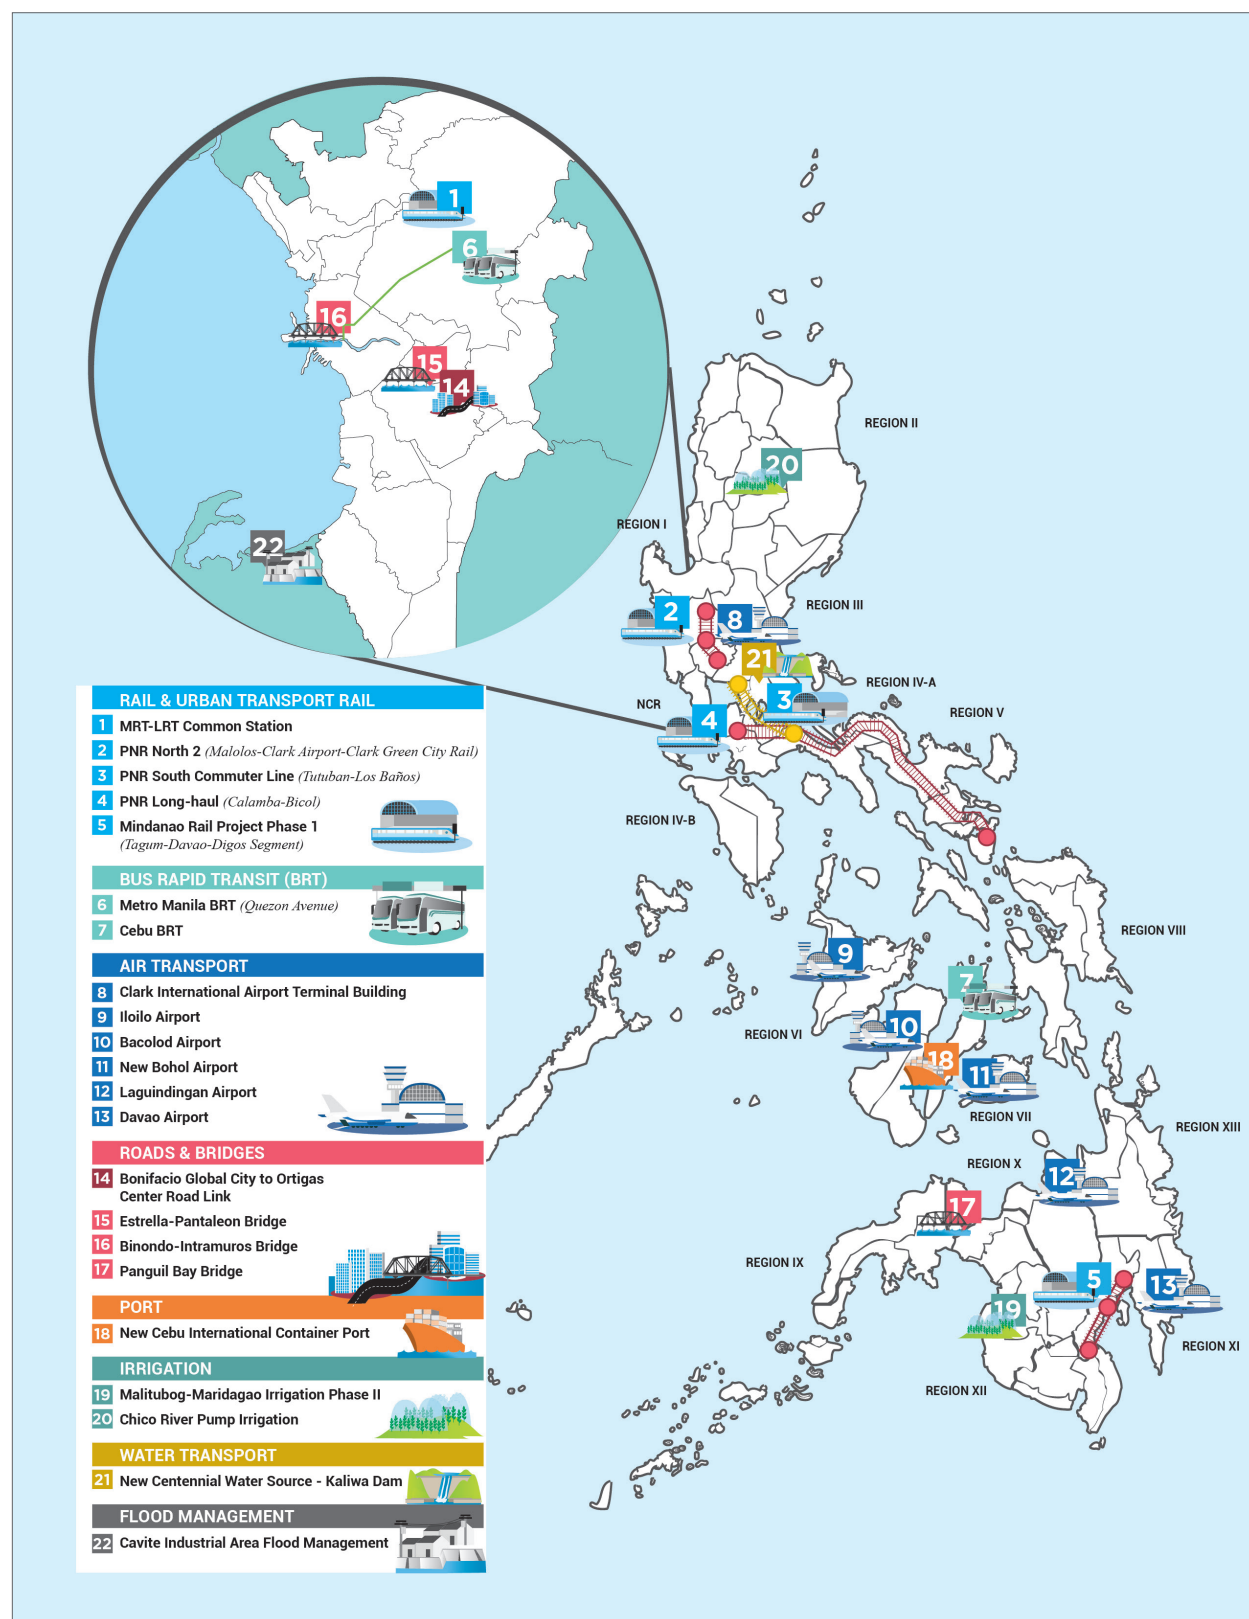 1
6
16
15
14
22
REGION II
20
REGION I
2
8
REGION III
21
3
REGION IV-A
NCR
4
REGION V
REGION IV-B
9
REGION VIII
7
REGION VI
10
18
11
REGION VII
REGION XIII
REGION X
12
17
REGION IX
5
13
19
REGION XI
REGION XII
RAIL & URBAN TRANSPORT RAIL
1 MRT-LRT Common Station
2 PNR North 2 (Malolos-Clark Airport-Clark Green City Rail)
3 PNR South Commuter Line (Tutuban-Los Baños)
4 PNR Long-haul (Calamba-Bicol)
5 Mindanao Rail Project Phase 1
(Tagum-Davao-Digos Segment)
BUS RAPID TRANSIT (BRT)
6 Metro Manila BRT (Quezon Avenue)
7 Cebu BRT
AIR TRANSPORT
8 Clark International Airport Terminal Building
9 Iloilo Airport
10 Bacolod Airport
11 New Bohol Airport
12 Laguindingan Airport
13 Davao Airport
ROADS & BRIDGES
14 Bonifacio Global City to Ortigas
Center Road Link
15 Estrella-Pantaleon Bridge
16 Binondo-Intramuros Bridge
17 Panguil Bay Bridge
PORT
18 New Cebu International Container Port
IRRIGATION
19 Malitubog-Maridagao Irrigation Phase II
20 Chico River Pump Irrigation
WATER TRANSPORT
21 New Centennial Water Source - Kaliwa Dam
FLOOD MANAGEMENT
22 Cavite Industrial Area Flood Management